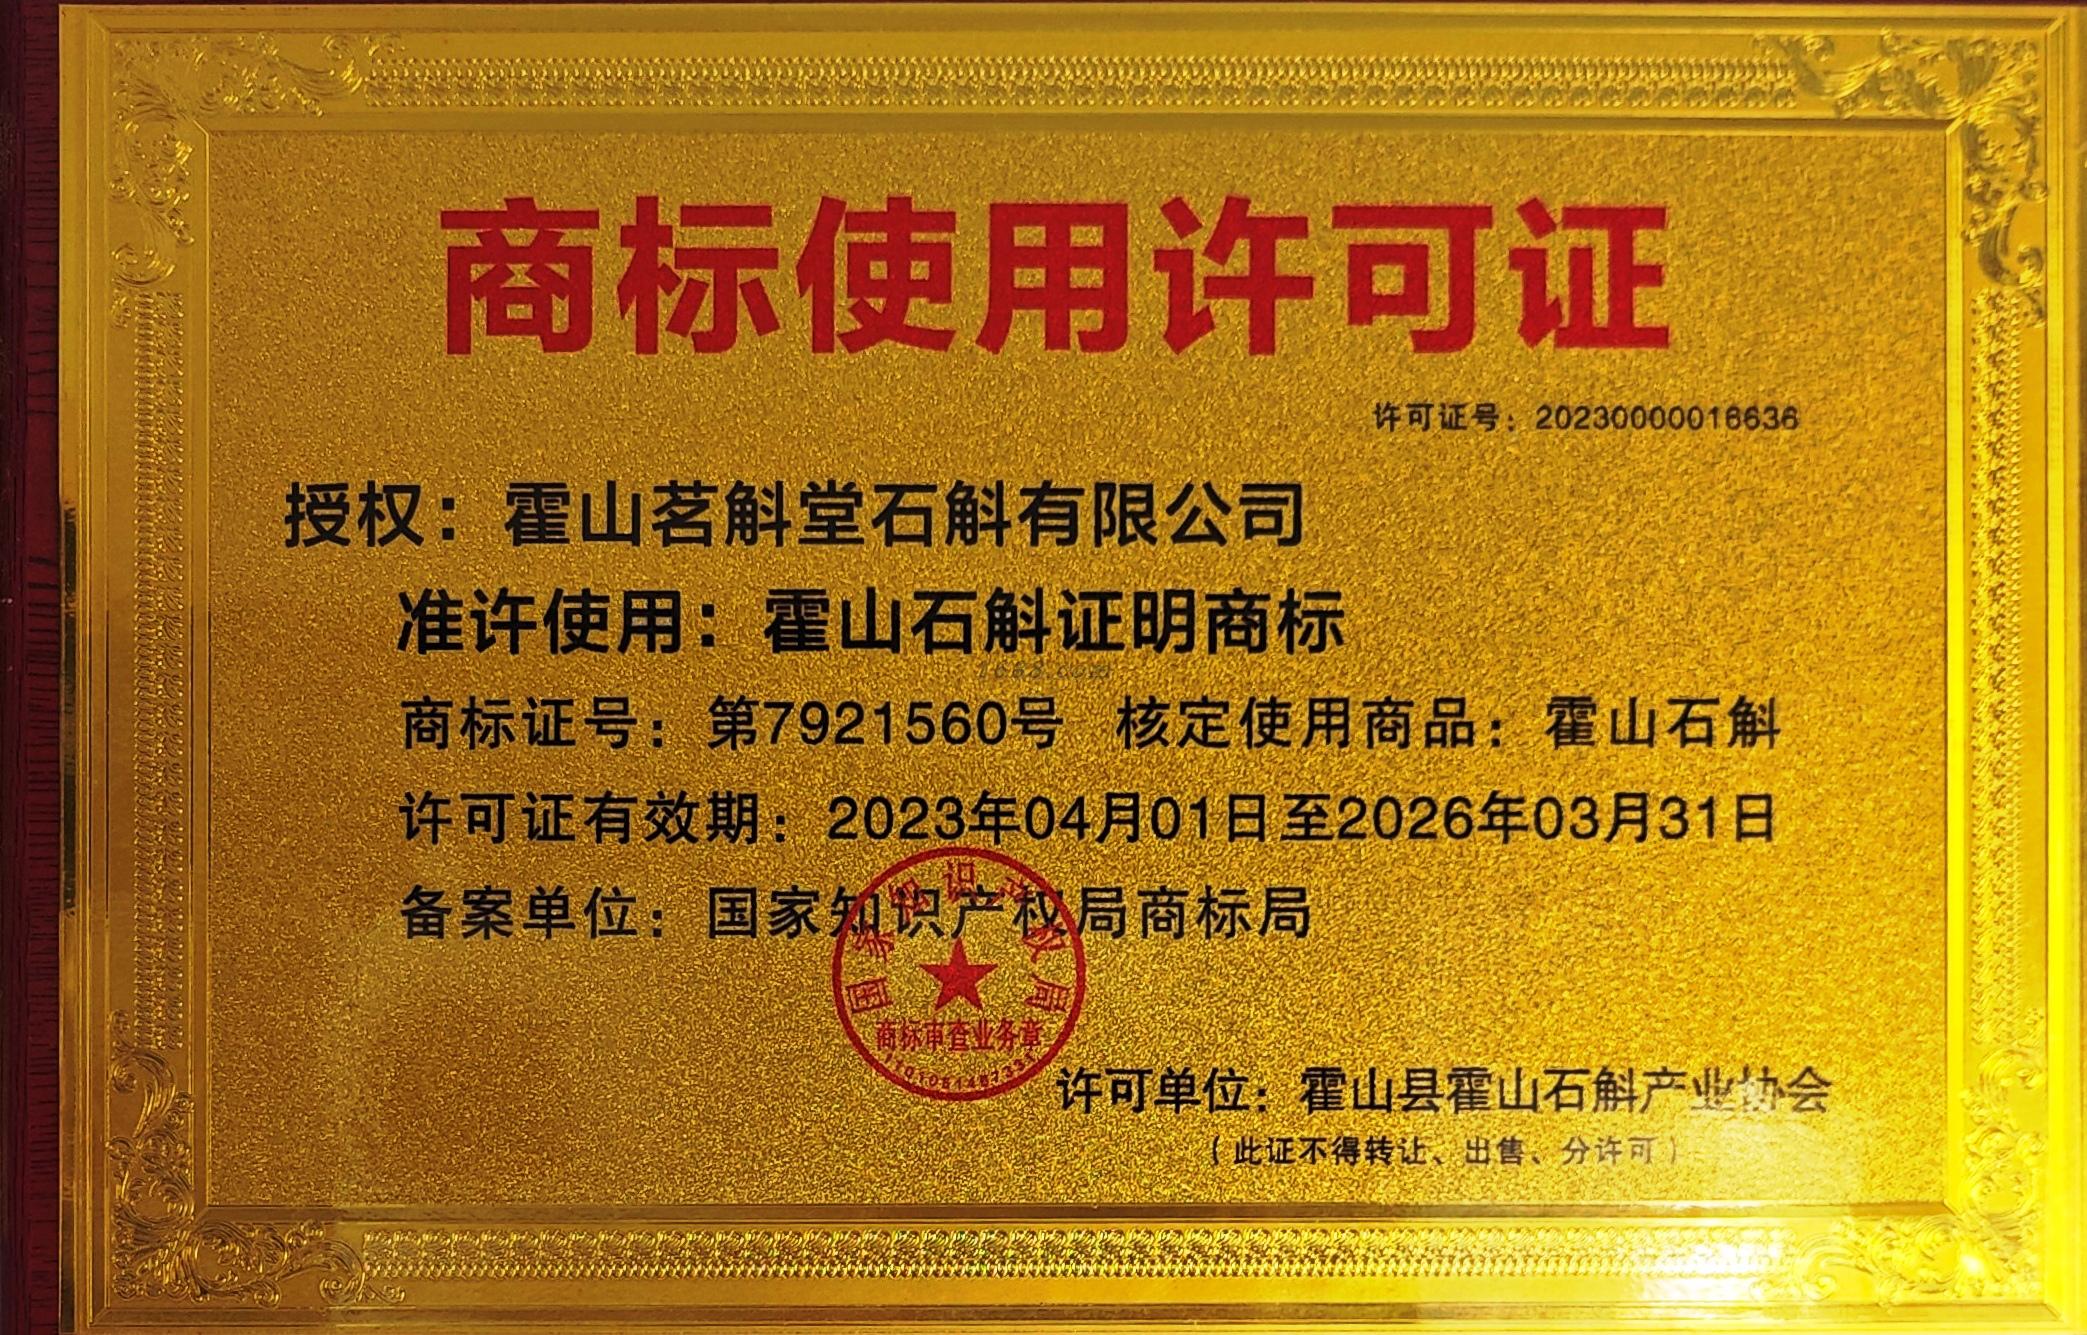 商标使用许可证
许可证号：20230000016636
授权：霍山茗斛堂石斛有限公司
准许使用：霍山石斛证明商标
商标证号：第7921560号 核定使用商品：霍山石斛
许可证有效期：2023年04月01日至2026年03月31日
备案单位：国家知识产权局商标局
国家知识产权局
商标审查业务章
许可单位：霍山县霍山石斛产业协会
（此证不得转让、出售、分许可）